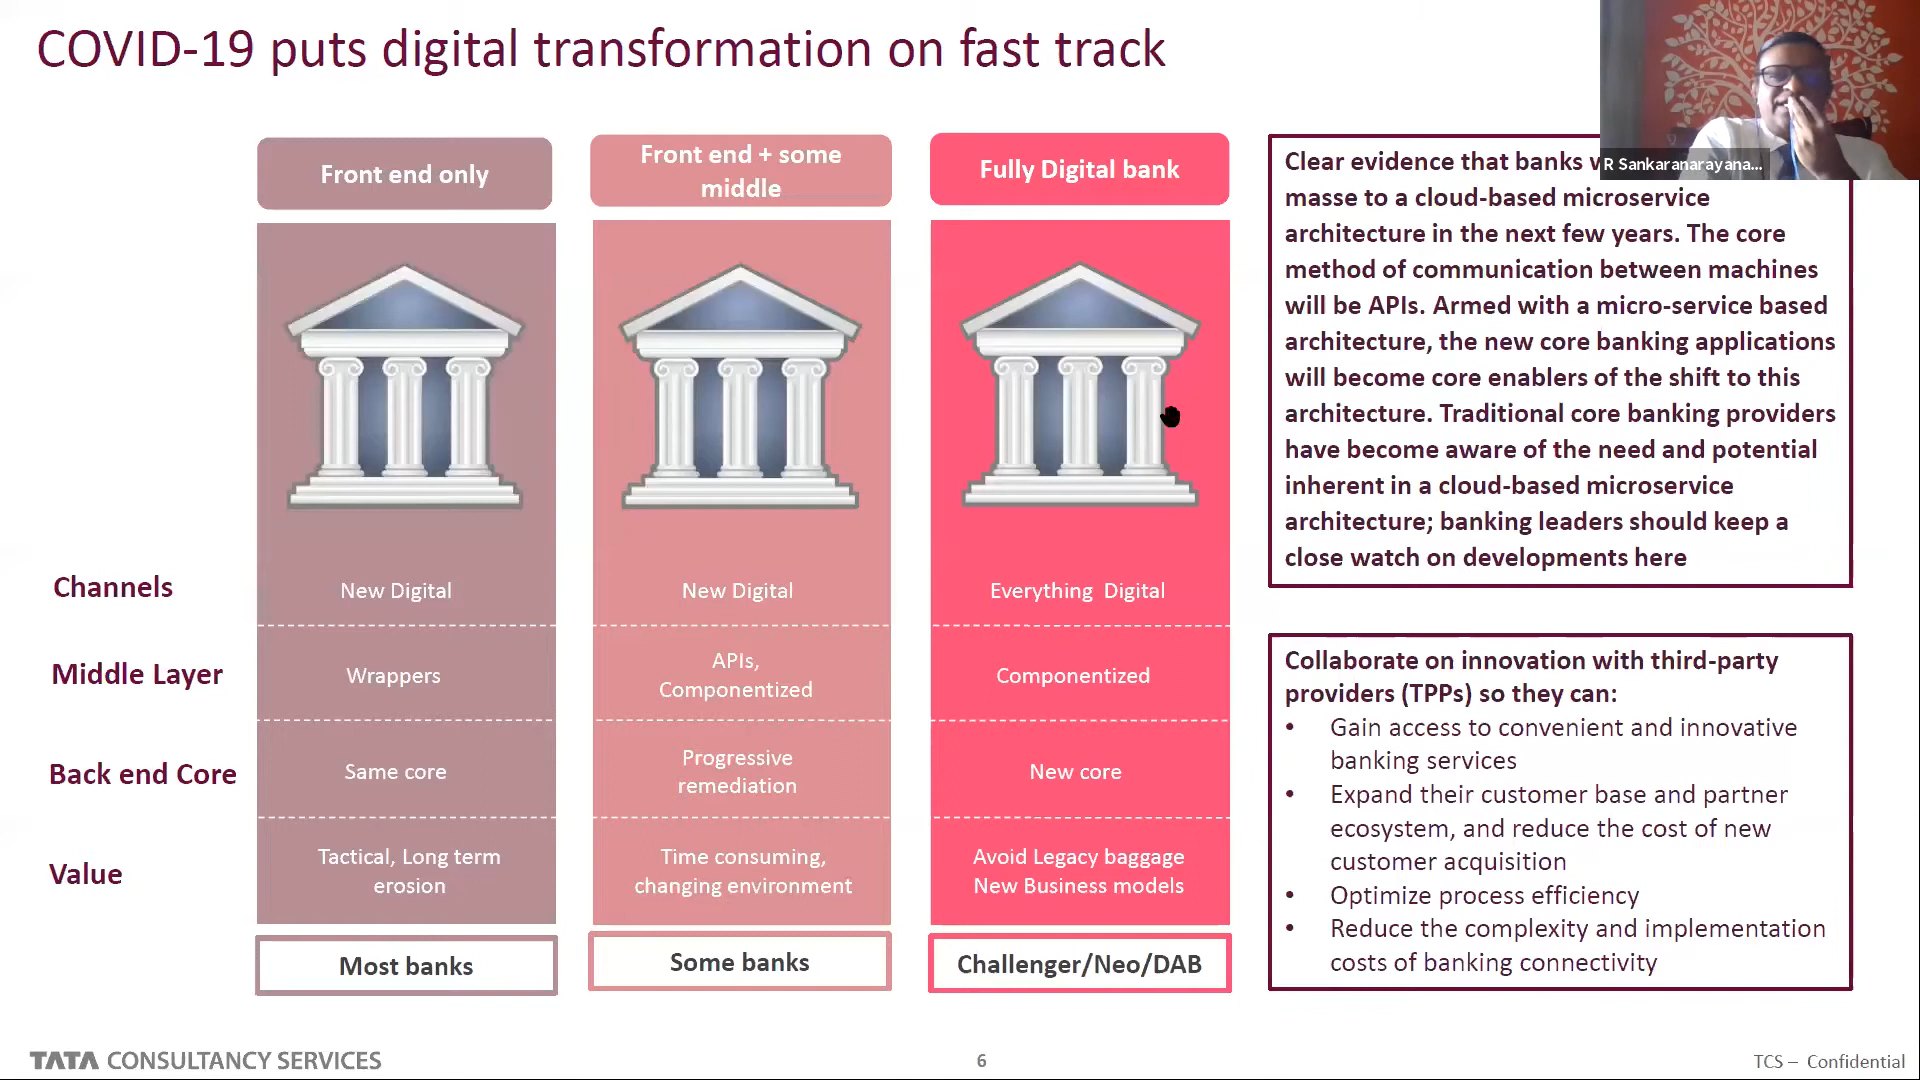 COVID-19 puts digital transformation on fast track
R Sankaranarayana...
Front end only
Front end + some
middle
Fully Digital bank
Channels
New Digital
New Digital
Everything Digital
Middle Layer
Wrappers
APIs,
Componentized
Componentized
Back end Core
Same core
Progressive
remediation
New core
Value
Tactical, Long term
erosion
Time consuming,
changing environment
Avoid Legacy baggage
New Business models
Most banks
Some banks
Challenger/Neo/DAB
Clear evidence that banks
masse to a cloud-based microservice
architecture in the next few years. The core
method of communication between machines
will be APIs. Armed with a micro-service based
architecture, the new core banking applications
will become core enablers of the shift to this
architecture. Traditional core banking providers
have become aware of the need and potential
inherent in a cloud-based microservice
architecture; banking leaders should keep a
close watch on developments here
Collaborate on innovation with third-party
providers (TPPs) so they can:
• Gain access to convenient and innovative
banking services
• Expand their customer base and partner
ecosystem, and reduce the cost of new
customer acquisition
• Optimize process efficiency
• Reduce the complexity and implementation
costs of banking connectivity
TATA CONSULTANCY SERVICES
6
TCS – Confidential